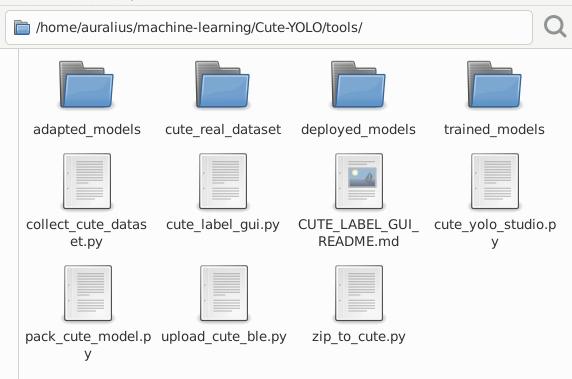 /home/auralius/machine-learning/Cute-YOLO/tools/
adapted_models
cute_real_dataset
deployed_models
trained_models
collect_cute_datas
et.py
cute_label_gui.py
CUTE_LABEL_GUI_
README.md
cute_yolo_studio.p
y
pack_cute_model.p
y
upload_cute_ble.py
zip_to_cute.py